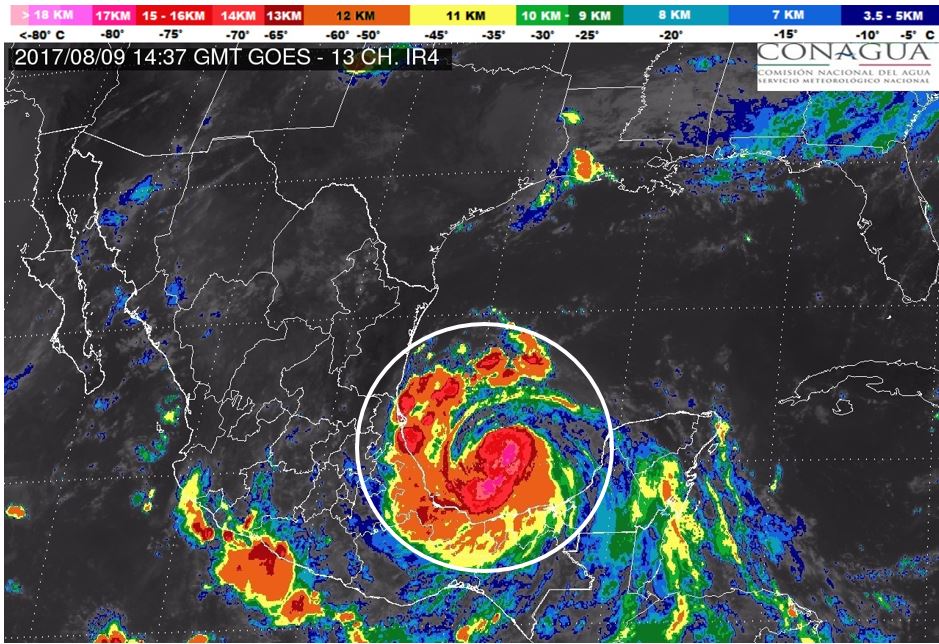 > 18 KM 17KM 15 - 16KM 14KM 13KM 12 KM 11 KM 10 KM - 9 KM 8 KM 7 KM 3.5 - 5KM
<-80° C -80° -75° -70° -65° -60° -50° -45° -35° -30° -25° -20° -15° -10° -5° C
2017/08/09 14:37 GMT GOES - 13 CH. IR4
CONAGUA
COMISIÓN NACIONAL DEL AGUA
SERVICIO METEOROLÓGICO NACIONAL